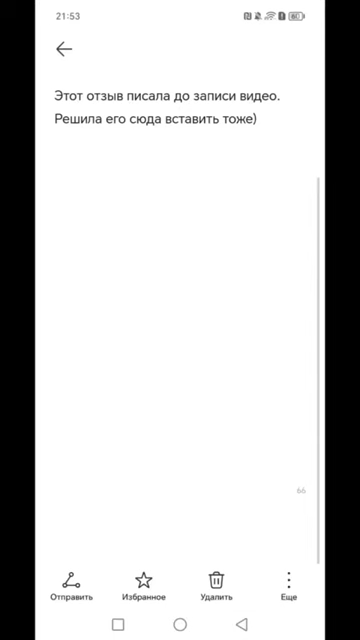 21:53
Этот отзыв писала до записи видео.
Решила его сюда вставить тоже)
66
Отправить Избранное Удалить Еще